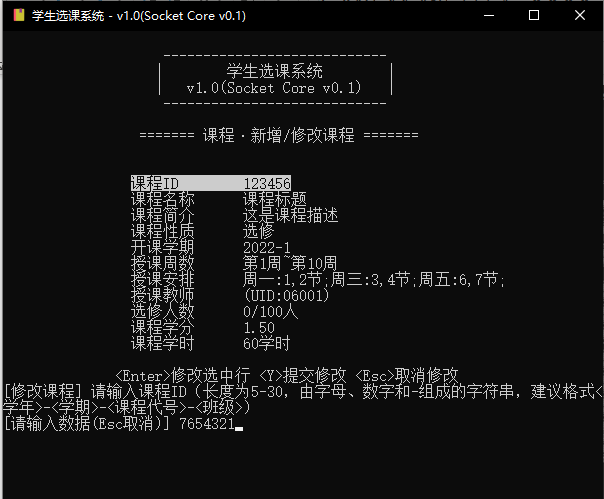 学生选课系统 - v1.0(Socket Core v0.1)
学生选课系统
v1.0(Socket Core v0.1)
======= 课程·新增/修改课程 =======
课程ID 123456
课程名称 课程标题
课程简介 这是课程描述
课程性质 选修
开课学期 2022-1
授课周数 第1周~第10周
授课安排 周一:1,2节;周三:3,4节;周五:6,7节;
授课教师 (UID:06001)
选修人数 0/100人
课程学分 1.50
课程学时 60学时
<Enter>修改选中行 <Y>提交修改 <Esc>取消修改
[修改课程] 请输入课程ID（长度为5-30，由字母、数字和-组成的字符串，建议格式<
学年>-<学期>-<课程代号>-<班级>）
[请输入数据(Esc取消)] 7654321